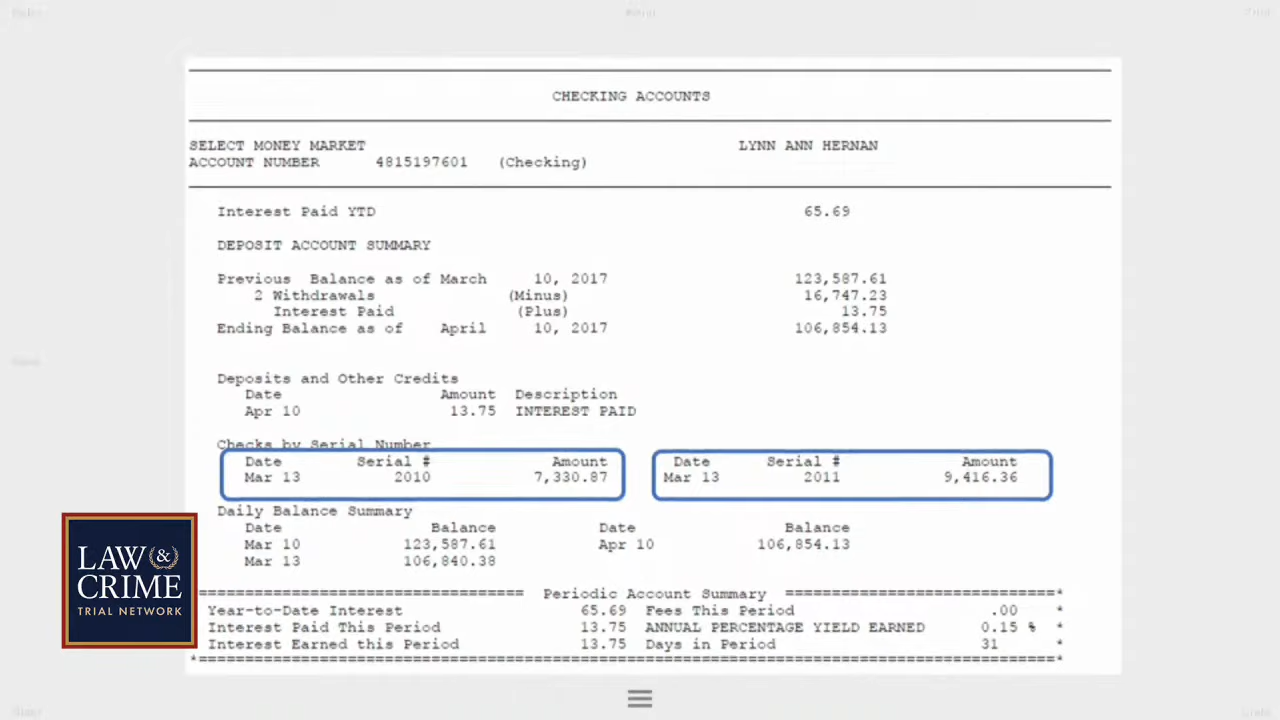 CHECKING ACCOUNTS
SELECT MONEY MARKET LYNN ANN HERNAN
ACCOUNT NUMBER 4815197601 (Checking)
Interest Paid YTD 65.69
DEPOSIT ACCOUNT SUMMARY
Previous Balance as of March 10, 2017 123,587.61
2 Withdrawals (Minus) 16,747.23
Interest Paid (Plus) 13.75
Ending Balance as of April 10, 2017 106,854.13
Deposits and Other Credits
Date Amount Description
Apr 10 13.75 INTEREST PAID
Checks by Serial Number
Date Serial # Amount Date Serial # Amount
Mar 13 2010 7,330.87 Mar 13 2011 9,416.36
Daily Balance Summary
Date Balance Date Balance
Mar 10 123,587.61 Apr 10 106,854.13
Mar 13 106,840.38
================================== Periodic Account Summary =============================*
Year-to-Date Interest 65.69 Fees This Period .00 *
Interest Paid This Period 13.75 ANNUAL PERCENTAGE YIELD EARNED 0.15 % *
Interest Earned this Period 13.75 Days in Period 31 *
*=============================================================================================*
LAW &
CRIME
TRIAL NETWORK